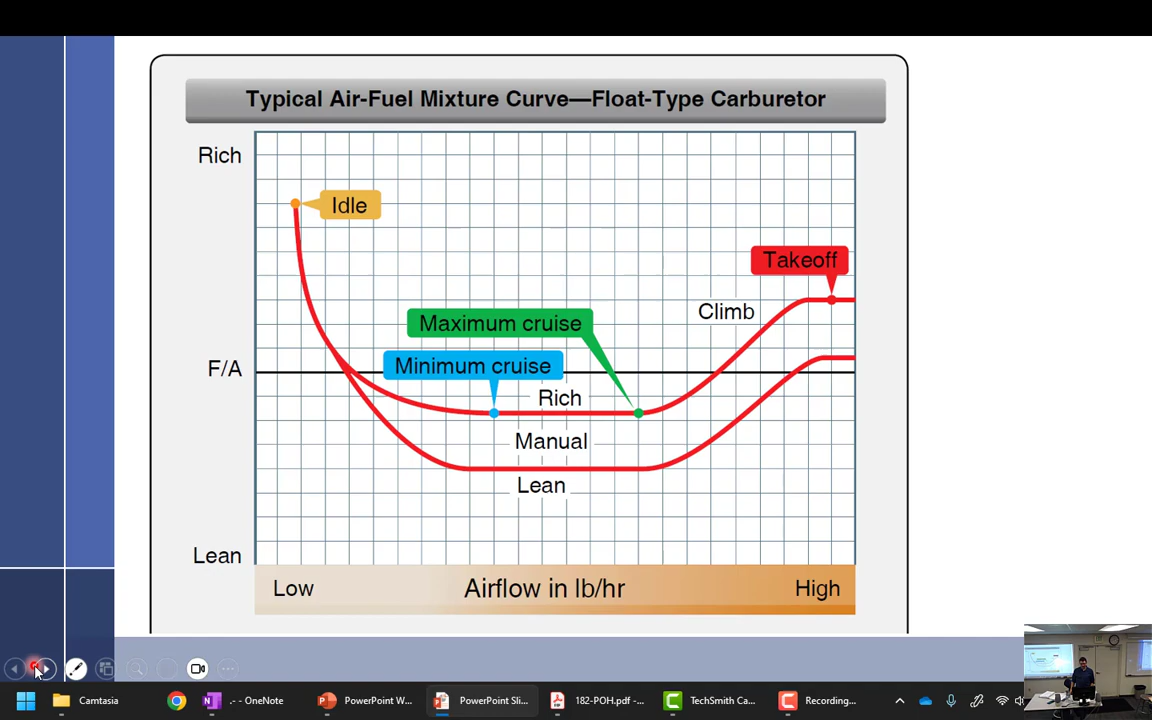 Typical Air-Fuel Mixture Curve—Float-Type Carburetor
Rich
Idle
Takeoff
Climb
Maximum cruise
Minimum cruise
F/A
Rich
Manual
Lean
Lean
Low
Airflow in lb/hr
High
Camtasia
.- - OneNote
PowerPoint W...
PowerPoint Sli...
182-POH.pdf -...
TechSmith Ca...
Recording...